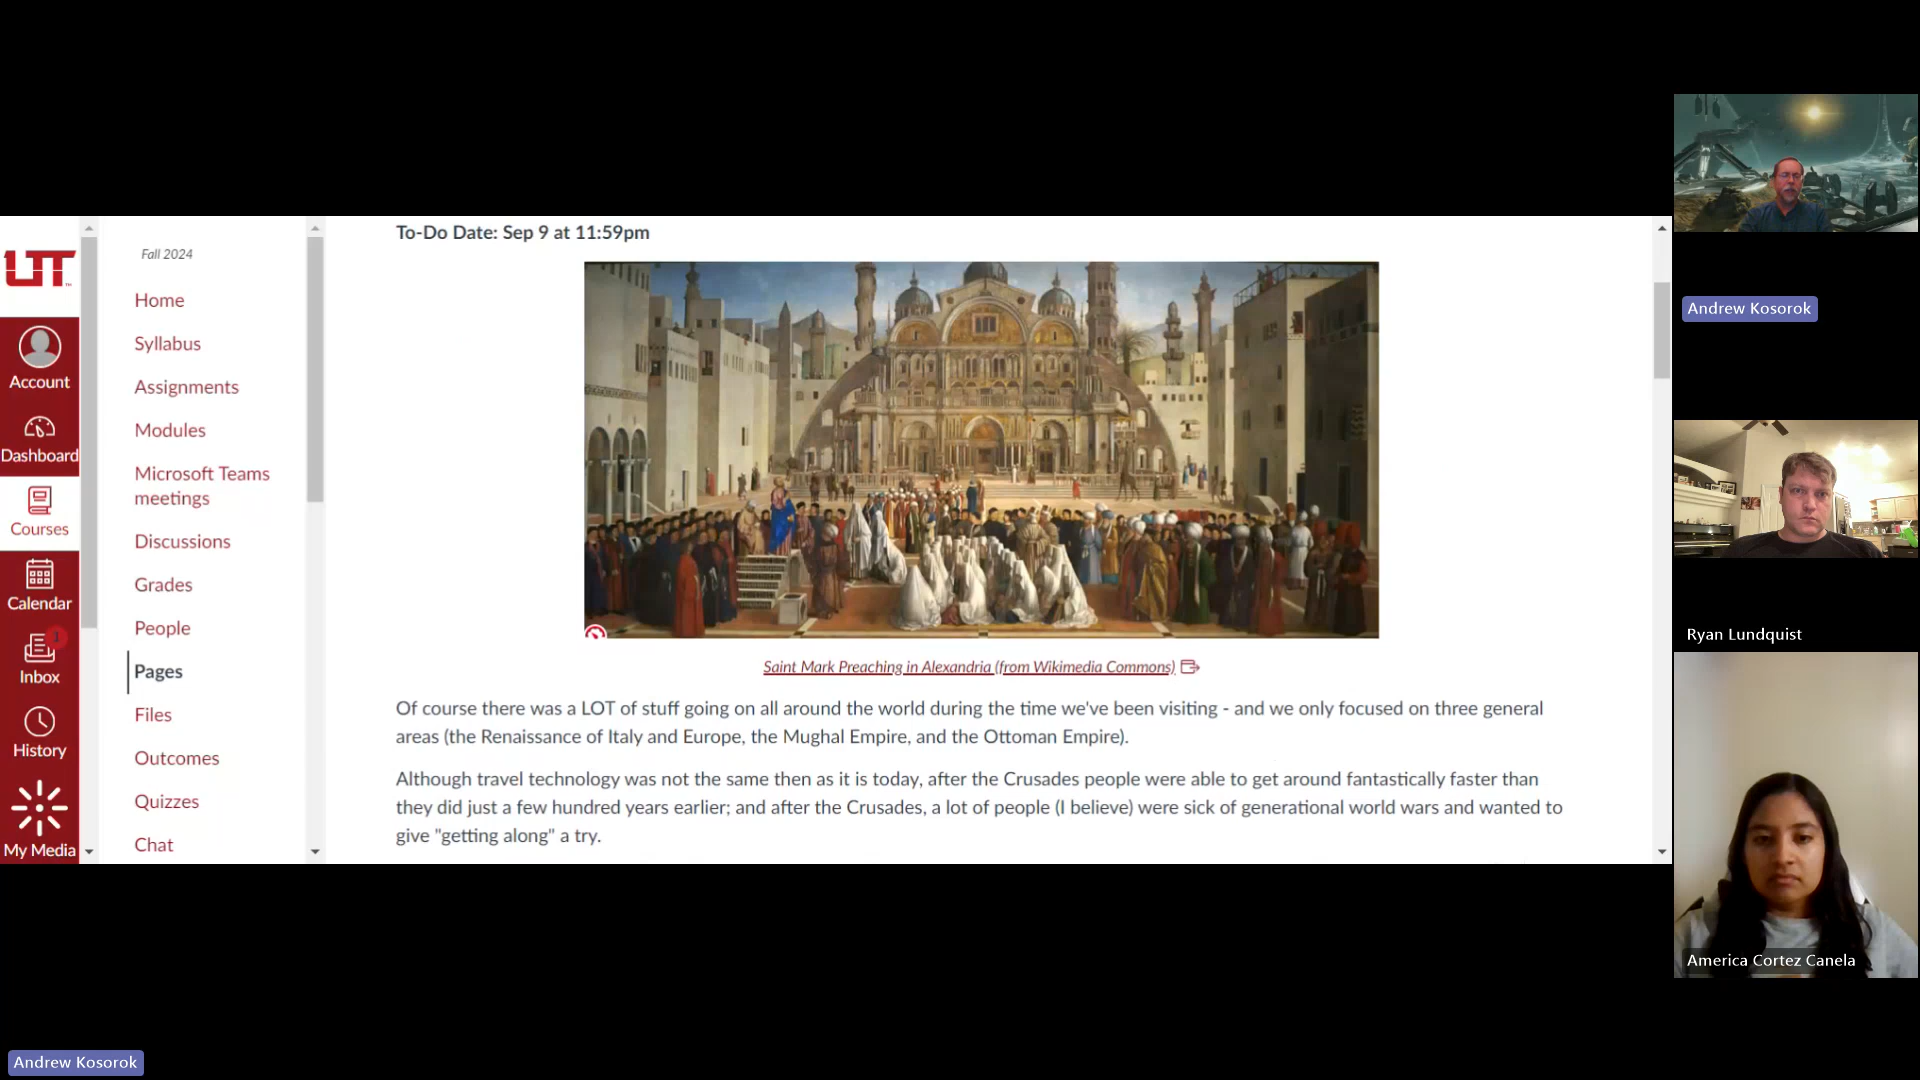 UT
Account
Dashboard
Courses
Calendar
1
Inbox
History
My Media
Fall 2024
Home
Syllabus
Assignments
Modules
Microsoft Teams
meetings
Discussions
Grades
People
Pages
Files
Outcomes
Quizzes
Chat
To-Do Date: Sep 9 at 11:59pm
Saint Mark Preaching in Alexandria (from Wikimedia Commons)
Of course there was a LOT of stuff going on all around the world during the time we've been visiting - and we only focused on three general
areas (the Renaissance of Italy and Europe, the Mughal Empire, and the Ottoman Empire).
Although travel technology was not the same then as it is today, after the Crusades people were able to get around fantastically faster than
they did just a few hundred years earlier; and after the Crusades, a lot of people (I believe) were sick of generational world wars and wanted to
give "getting along" a try.
Andrew Kosorok
Ryan Lundquist
America Cortez Canela
Andrew Kosorok